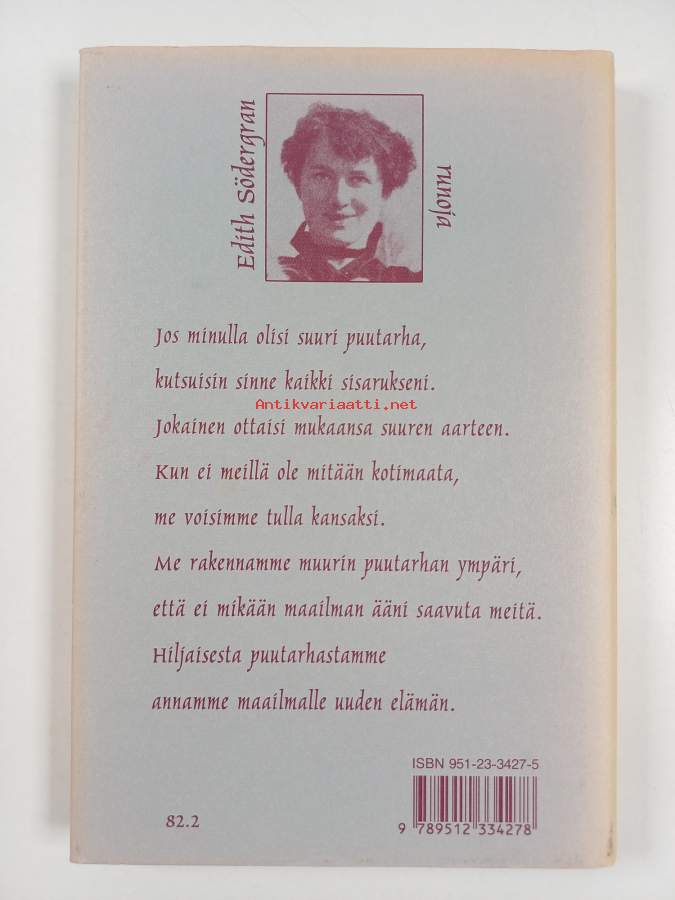 Edith Södergran
runoja
Jos minulla olisi suuri puutarha,
kutsuisin sinne kaikki sisarukseni.
Antikvariaatti.net
Jokainen ottaisi mukaansa suuren aarteen.
Kun ei meillä ole mitään kotimaata,
me voisimme tulla kansaksi.
Me rakennamme muurin puutarhan ympäri,
että ei mikään maailman ääni saavuta meitä.
Hiljaisesta puutarhastamme
annamme maailmalle uuden elämän.
ISBN 951-23-3427-5
82.2
9 789512 334278